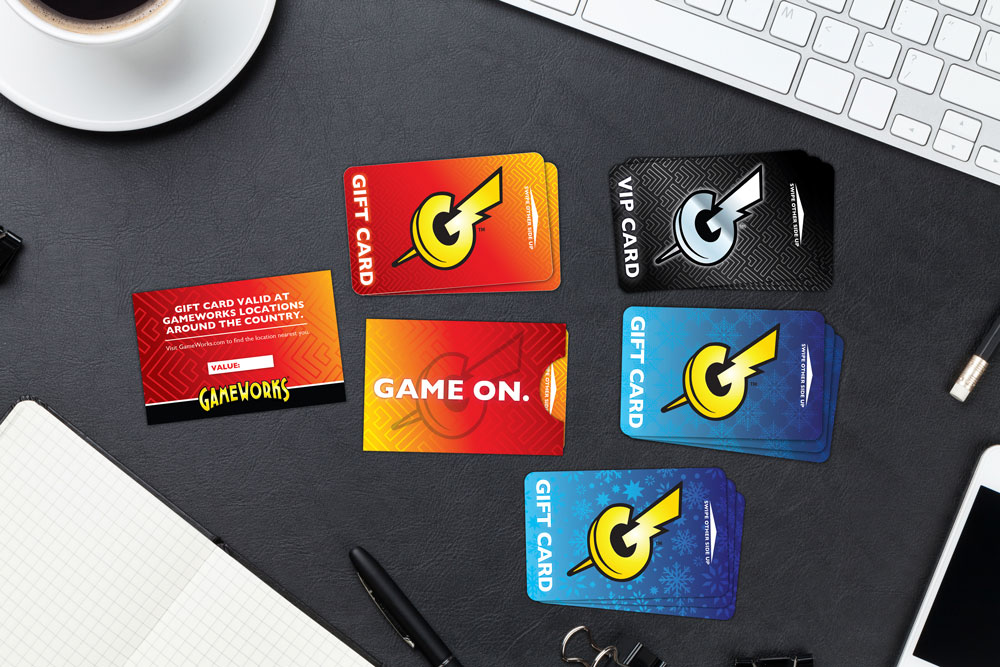 GIFT CARD
SWIPE OTHER SIDE UP
G
TM
VIP CARD
SWIPE OTHER SIDE UP
G
GIFT CARD VALID AT
GAMEWORKS LOCATIONS
AROUND THE COUNTRY.
Visit GameWorks.com to find the location nearest you.
VALUE:
GAMEWORKS
GAME ON.
GIFT CARD
SWIPE OTHER SIDE UP
G
GIFT CARD
SWIPE OTHER SIDE UP
G
M
<
>
?